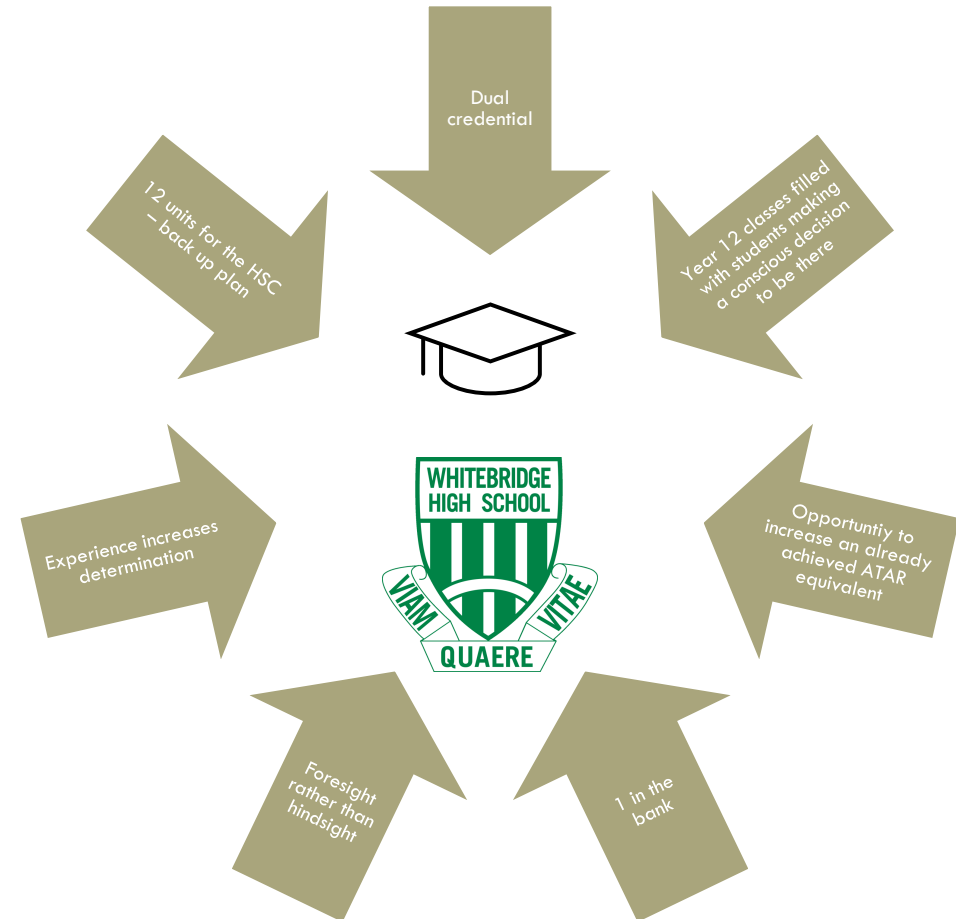 Dual
credential
Year 12 classes filled
with students making
a conscious decision
to be there
Opportuntiy to
increase an already
achieved ATAR
equivalent
1 in the
bank
Foresight
rather than
hindsight
Experience increases
determination
12 units for the HSC
– back up plan
WHITEBRIDGE
HIGH SCHOOL
VIAM
QUAERE
VITAE